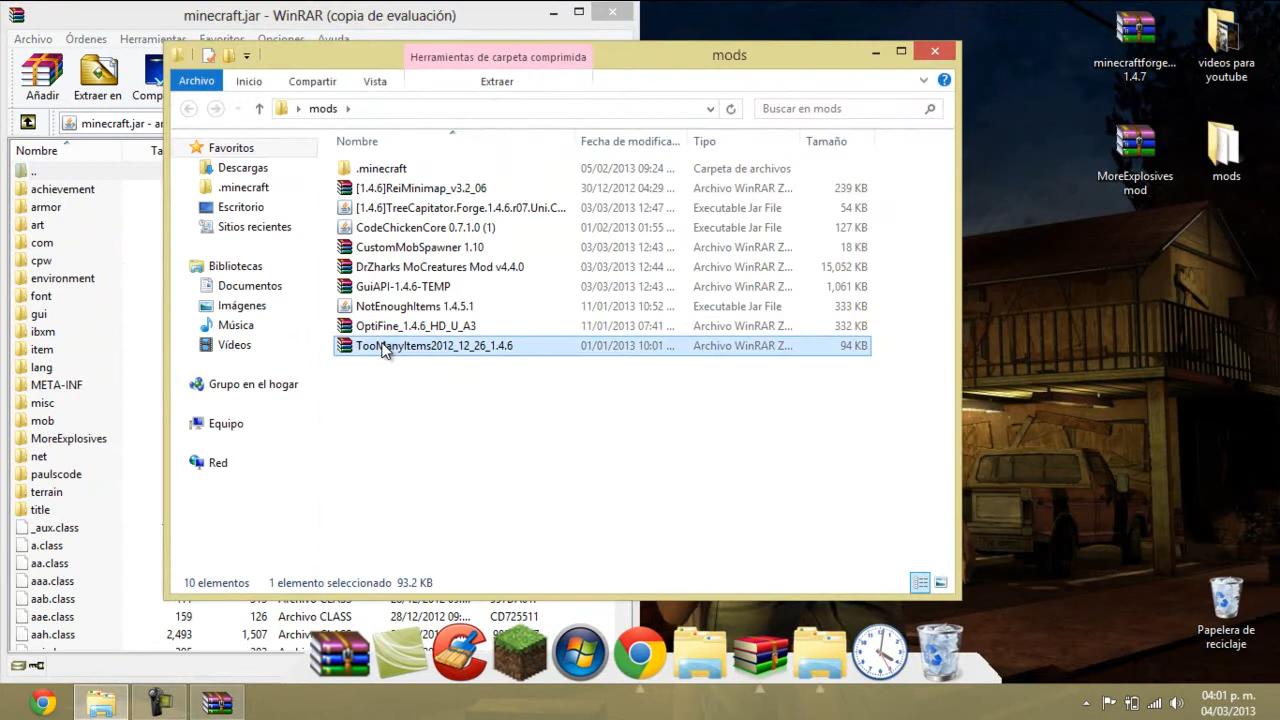 minecraft.jar - WinRAR (copia de evaluación)
Archivo Órdenes Herramientas Favoritos Opciones Ayuda
Añadir Extraer en
minecraft.jar
Nombre
..
achievement
armor
art
com
cpw
environment
font
gui
ibxm
item
lang
META-INF
misc
mob
MoreExplosives
net
paulscode
terrain
title
_aux.class
a.class
aa.class
aaa.class
aab.class
aae.class 159 126 Archivo CLASS 28/12/2012 09:... CD725511
aah.class 2,493 1,507 Archivo CLASS
Herramientas de carpeta comprimida
mods
Archivo Inicio Compartir Vista Extraer
mods
Buscar en mods
Nombre Fecha de modifica... Tipo Tamaño
.minecraft 05/02/2013 09:24 ... Carpeta de archivos
[1.4.6]ReiMinimap_v3.2_06 30/12/2012 04:29... Archivo WinRAR Z... 239 KB
[1.4.6]TreeCapitator.Forge.1.4.6.r07.Uni.C... 03/03/2013 12:47 ... Executable Jar File 54 KB
CodeChickenCore 0.7.1.0 (1) 01/02/2013 01:55 ... Executable Jar File 127 KB
CustomMobSpawner 1.10 03/03/2013 12:43 ... Archivo WinRAR Z... 18 KB
DrZharks MoCreatures Mod v4.4.0 03/03/2013 12:44 ... Archivo WinRAR Z... 15,052 KB
GuiAPI-1.4.6-TEMP 03/03/2013 12:43 ... Archivo WinRAR Z... 1,061 KB
NotEnoughItems 1.4.5.1 11/01/2013 10:52 ... Executable Jar File 333 KB
OptiFine_1.4.6_HD_U_A3 11/01/2013 07:41 ... Archivo WinRAR Z... 332 KB
TooManyItems2012_12_26_1.4.6 01/01/2013 10:01 ... Archivo WinRAR Z... 94 KB
Favoritos
Descargas
.minecraft
Escritorio
Sitios recientes
Bibliotecas
Documentos
Imágenes
Música
Vídeos
Grupo en el hogar
Equipo
Red
10 elementos 1 elemento seleccionado 93.2 KB
minecraftforge...
1.4.7
videos para
youtube
MoreExplosives
mod
mods
Papelera de
reciclaje
04:01 p. m.
04/03/2013